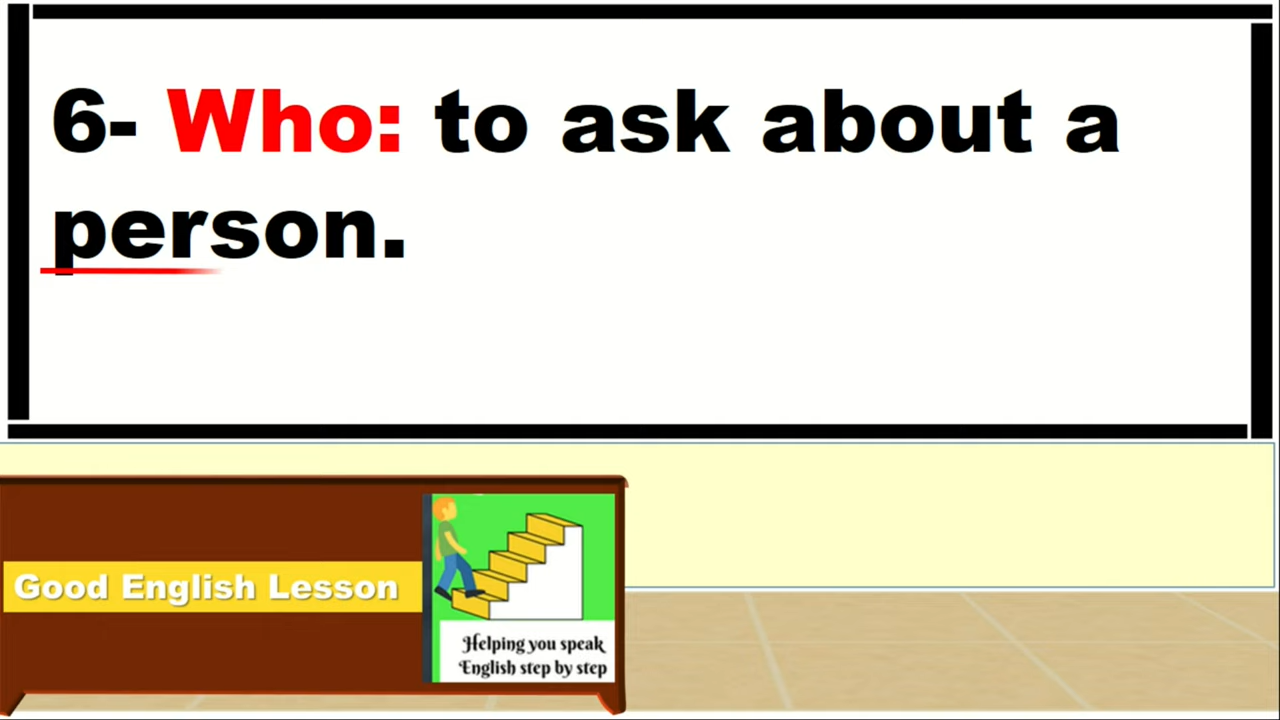 6- Who: to ask about a
person.
Good English Lesson
Helping you speak
English step by step